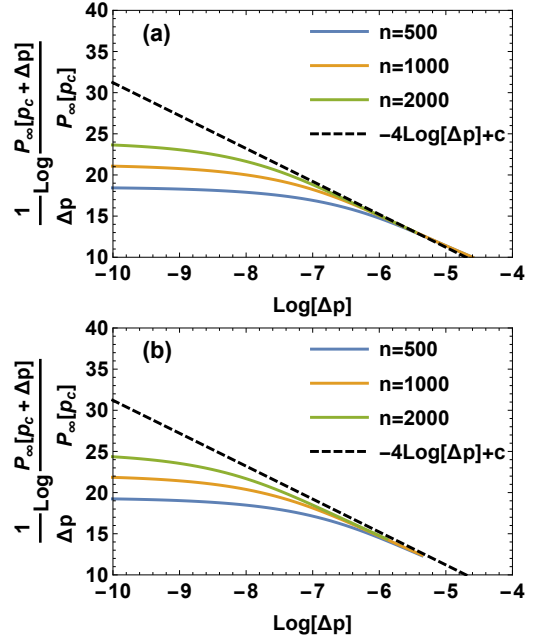 (a)
n=500
n=1000
n=2000
−4Log[Δp]+c
1/Δp Log P∞[pc + Δp]/P∞[pc]
40
35
30
25
20
15
10
−10 −9 −8 −7 −6 −5 −4
Log[Δp]
(b)
n=500
n=1000
n=2000
−4Log[Δp]+c
1/Δp Log P∞[pc + Δp]/P∞[pc]
40
35
30
25
20
15
10
−10 −9 −8 −7 −6 −5 −4
Log[Δp]